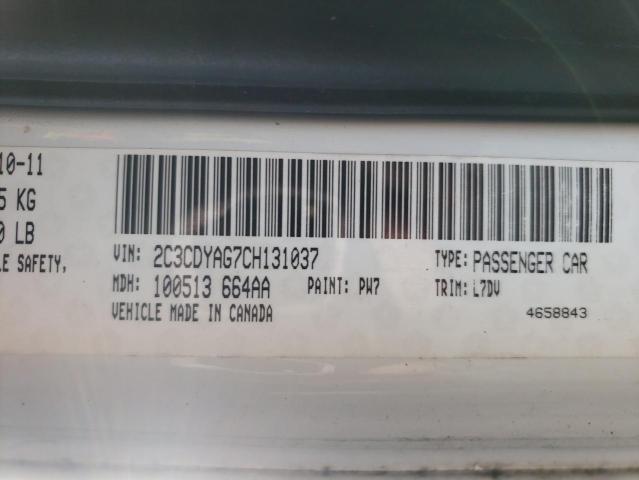 10-11
5 KG
0 LB
LE SAFETY,
VIN: 2C3CDYAG7CH131037 TYPE: PASSENGER CAR
MDH: 100513 664AA PAINT: PW7 TRIM: L7DV
VEHICLE MADE IN CANADA 4658843